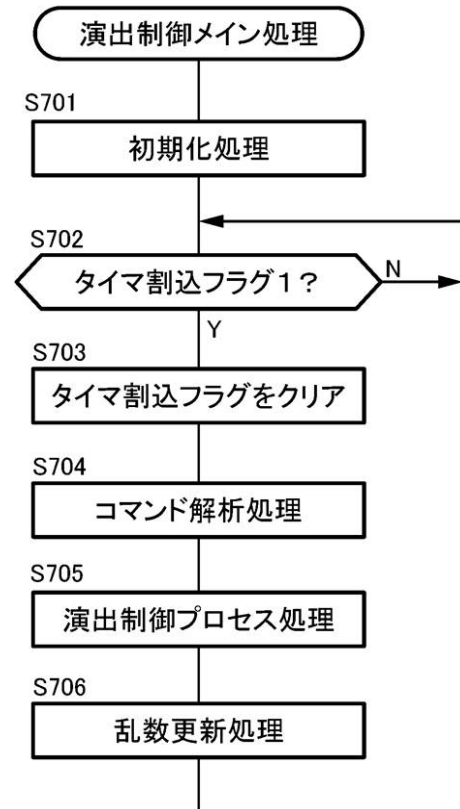 演出制御メイン処理
S701
初期化処理
S702
タイマ割込フラグ1?
N
Y
S703
タイマ割込フラグをクリア
S704
コマンド解析処理
S705
演出制御プロセス処理
S706
乱数更新処理